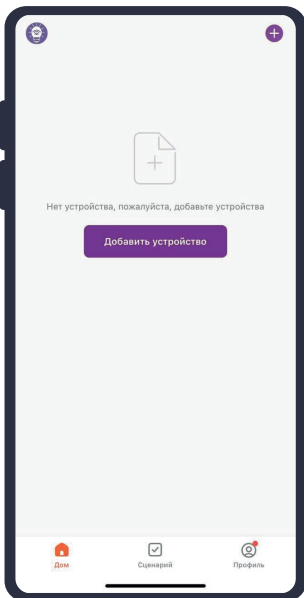 Нет устройства, пожалуйста, добавьте устройства
Добавить устройство
Дом
Сценарий
Профиль